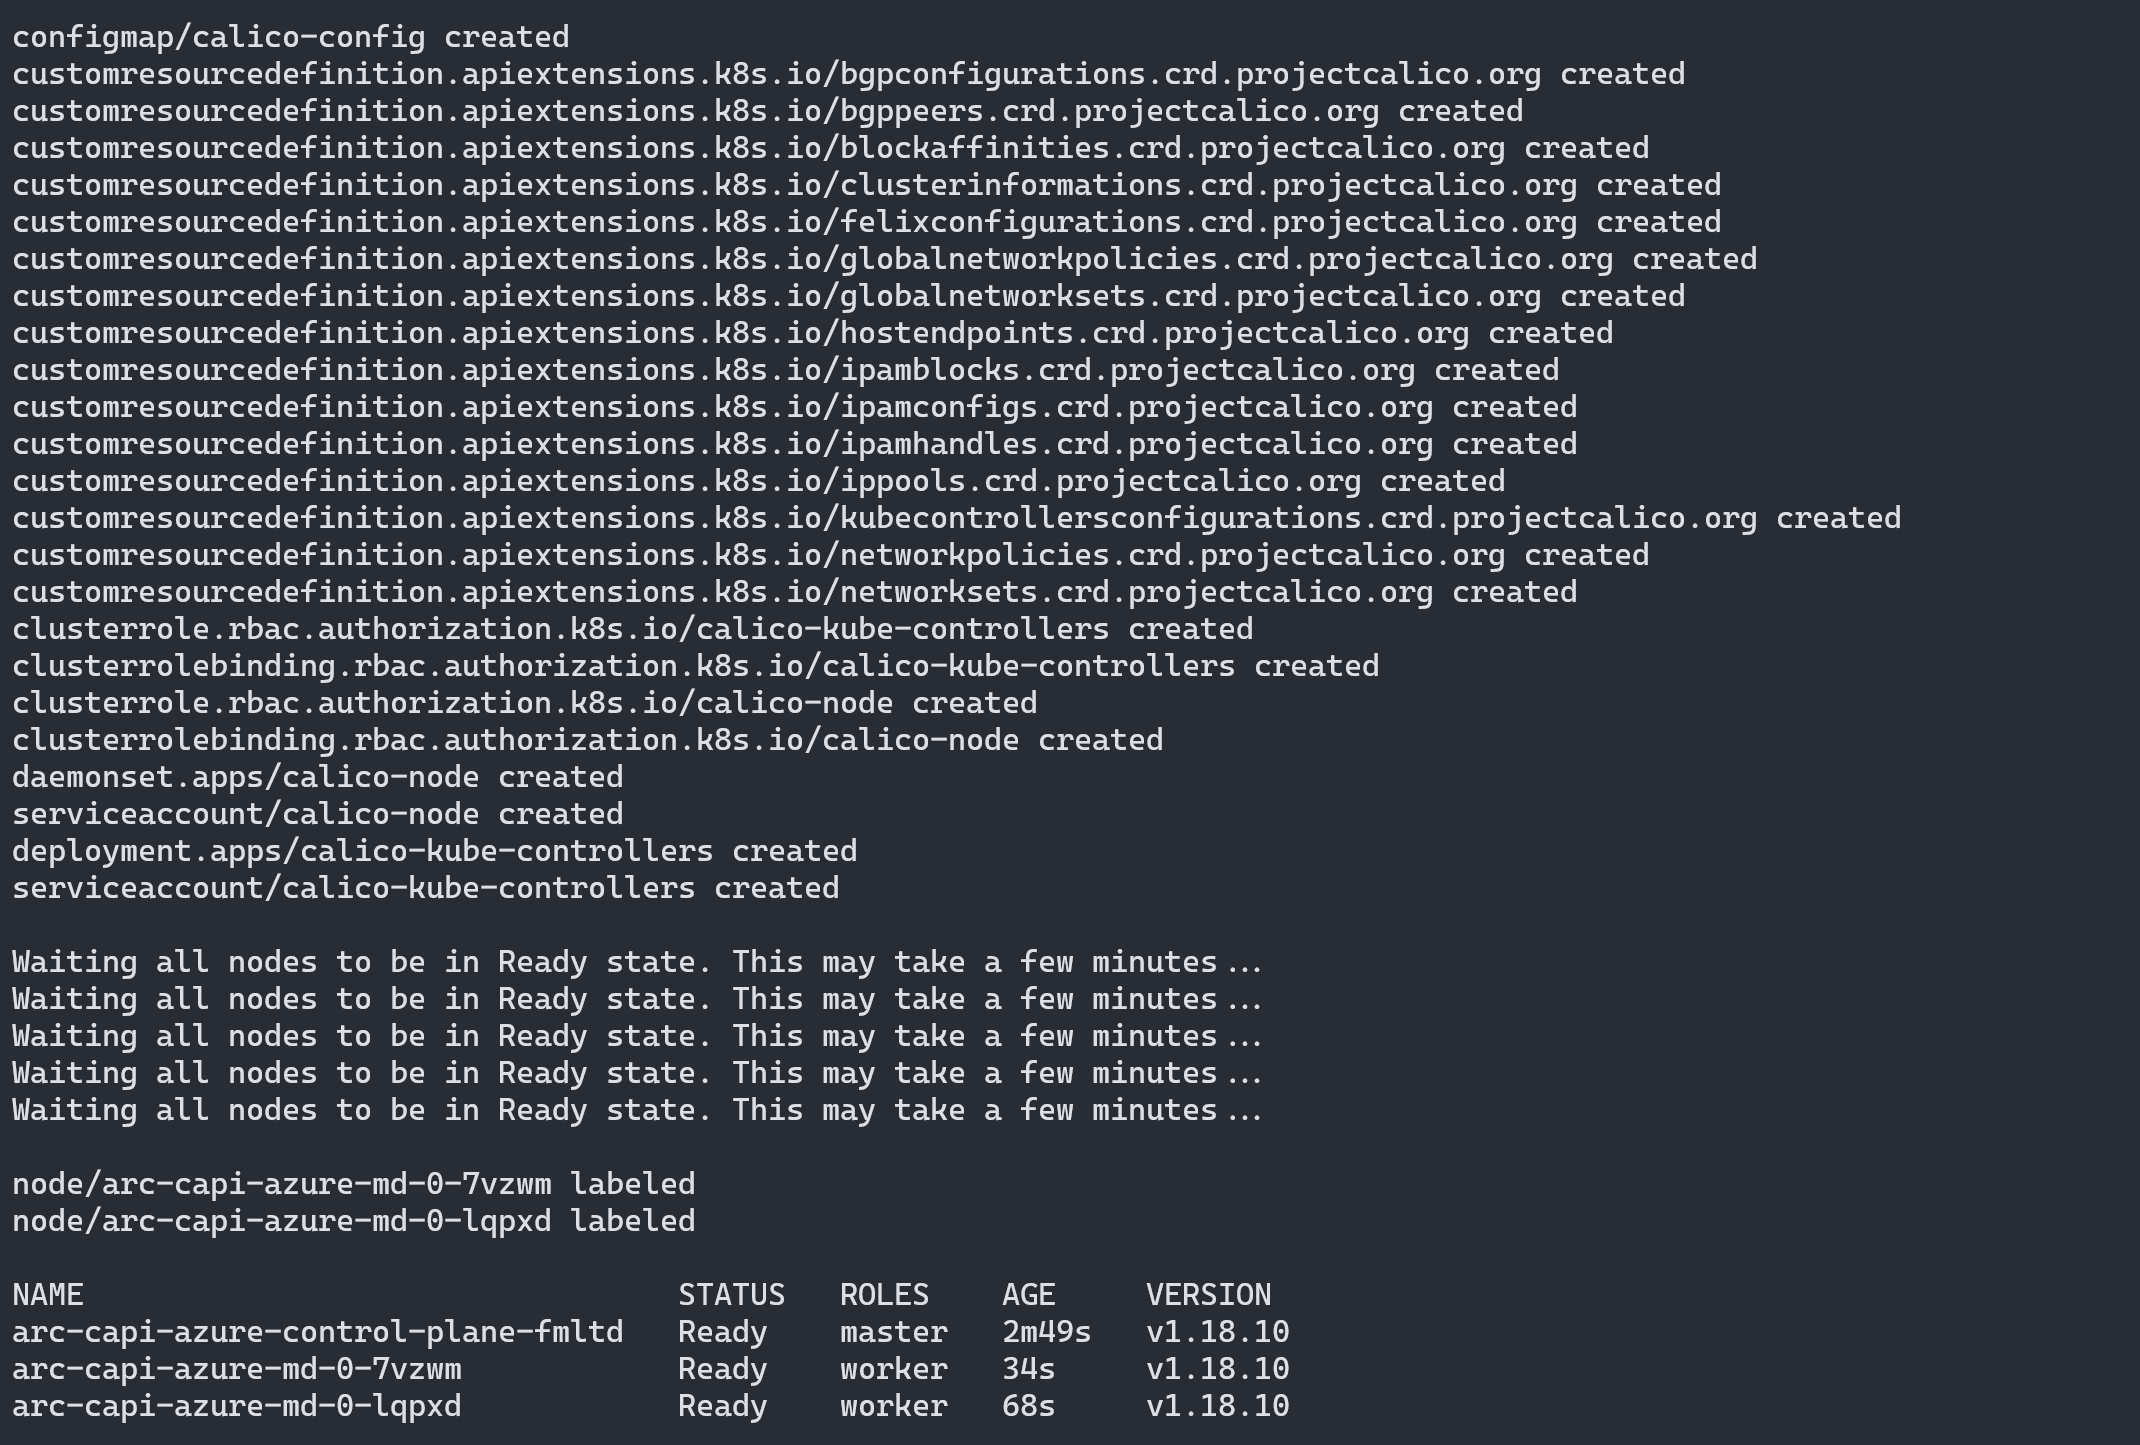 configmap/calico-config created
customresourcedefinition.apiextensions.k8s.io/bgpconfigurations.crd.projectcalico.org created
customresourcedefinition.apiextensions.k8s.io/bgppeers.crd.projectcalico.org created
customresourcedefinition.apiextensions.k8s.io/blockaffinities.crd.projectcalico.org created
customresourcedefinition.apiextensions.k8s.io/clusterinformations.crd.projectcalico.org created
customresourcedefinition.apiextensions.k8s.io/felixconfigurations.crd.projectcalico.org created
customresourcedefinition.apiextensions.k8s.io/globalnetworkpolicies.crd.projectcalico.org created
customresourcedefinition.apiextensions.k8s.io/globalnetworksets.crd.projectcalico.org created
customresourcedefinition.apiextensions.k8s.io/hostendpoints.crd.projectcalico.org created
customresourcedefinition.apiextensions.k8s.io/ipamblocks.crd.projectcalico.org created
customresourcedefinition.apiextensions.k8s.io/ipamconfigs.crd.projectcalico.org created
customresourcedefinition.apiextensions.k8s.io/ipamhandles.crd.projectcalico.org created
customresourcedefinition.apiextensions.k8s.io/ippools.crd.projectcalico.org created
customresourcedefinition.apiextensions.k8s.io/kubecontrollersconfigurations.crd.projectcalico.org created
customresourcedefinition.apiextensions.k8s.io/networkpolicies.crd.projectcalico.org created
customresourcedefinition.apiextensions.k8s.io/networksets.crd.projectcalico.org created
clusterrole.rbac.authorization.k8s.io/calico-kube-controllers created
clusterrolebinding.rbac.authorization.k8s.io/calico-kube-controllers created
clusterrole.rbac.authorization.k8s.io/calico-node created
clusterrolebinding.rbac.authorization.k8s.io/calico-node created
daemonset.apps/calico-node created
serviceaccount/calico-node created
deployment.apps/calico-kube-controllers created
serviceaccount/calico-kube-controllers created

Waiting all nodes to be in Ready state. This may take a few minutes...
Waiting all nodes to be in Ready state. This may take a few minutes...
Waiting all nodes to be in Ready state. This may take a few minutes...
Waiting all nodes to be in Ready state. This may take a few minutes...
Waiting all nodes to be in Ready state. This may take a few minutes...

node/arc-capi-azure-md-0-7vzwm labeled
node/arc-capi-azure-md-0-lqpxd labeled

NAME                                 STATUS   ROLES    AGE     VERSION
arc-capi-azure-control-plane-fmltd   Ready    master   2m49s   v1.18.10
arc-capi-azure-md-0-7vzwm            Ready    worker   34s     v1.18.10
arc-capi-azure-md-0-lqpxd            Ready    worker   68s     v1.18.10